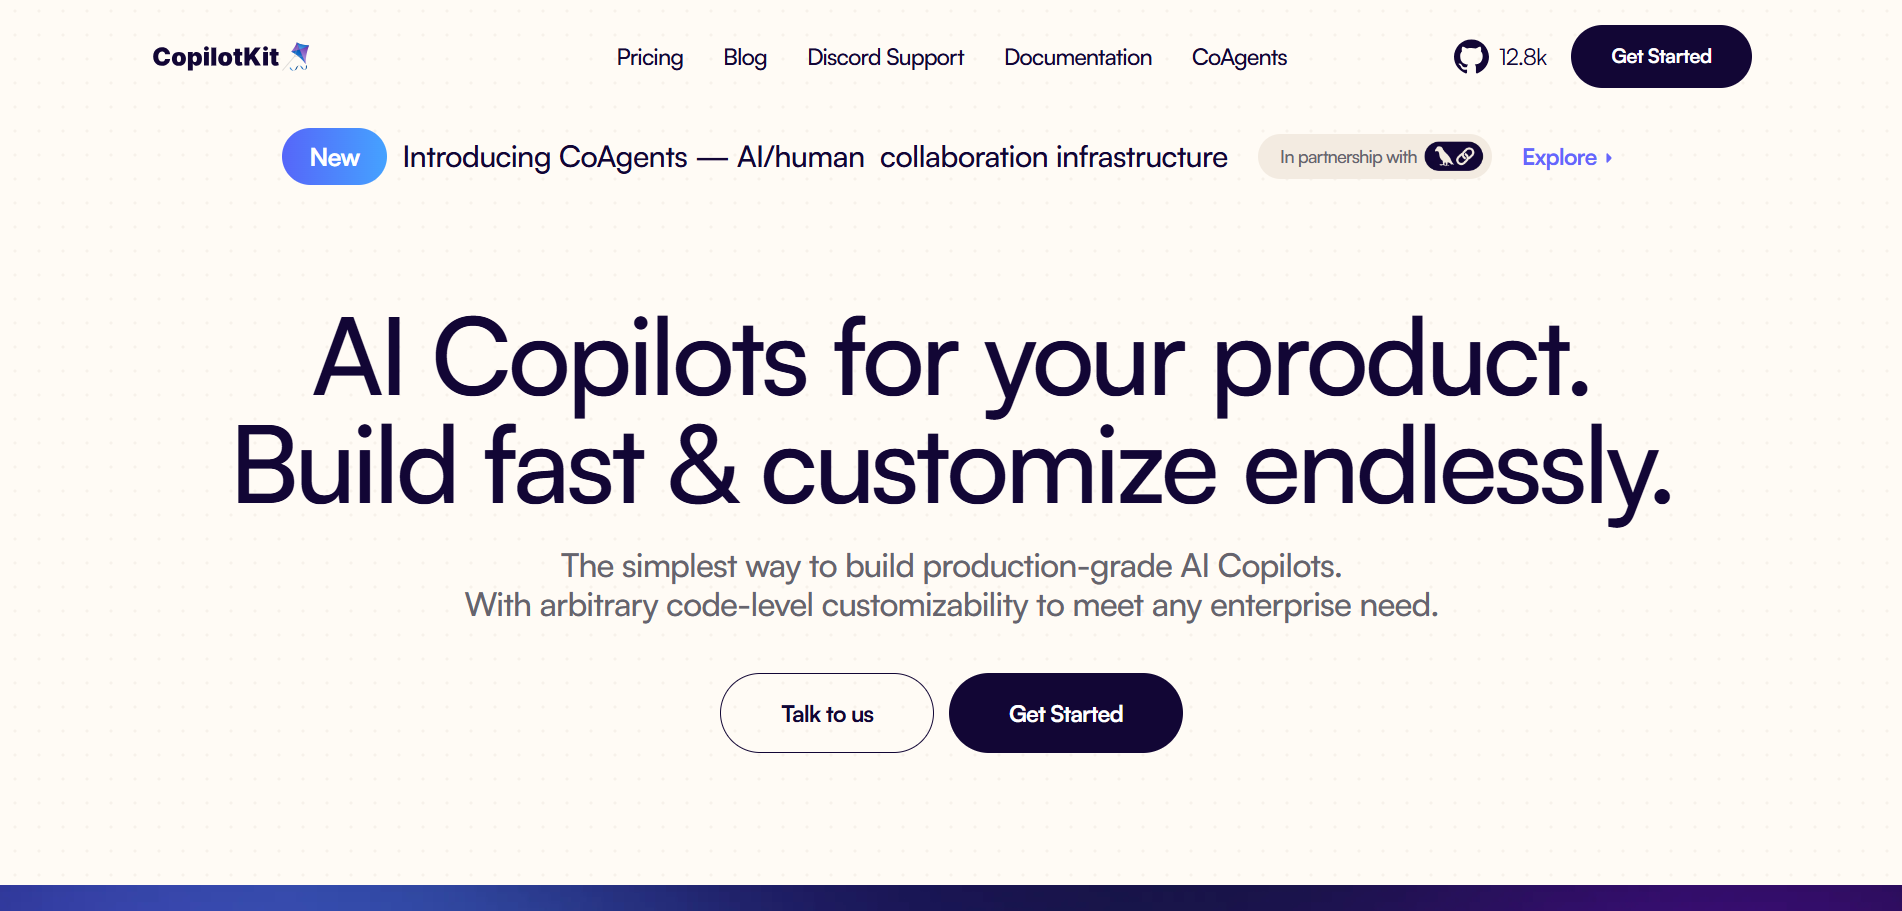 CopilotKit
Pricing Blog Discord Support Documentation CoAgents
12.8k
Get Started
New Introducing CoAgents — AI/human collaboration infrastructure In partnership with Explore
AI Copilots for your product.
Build fast & customize endlessly.
The simplest way to build production-grade AI Copilots.
With arbitrary code-level customizability to meet any enterprise need.
Talk to us Get Started